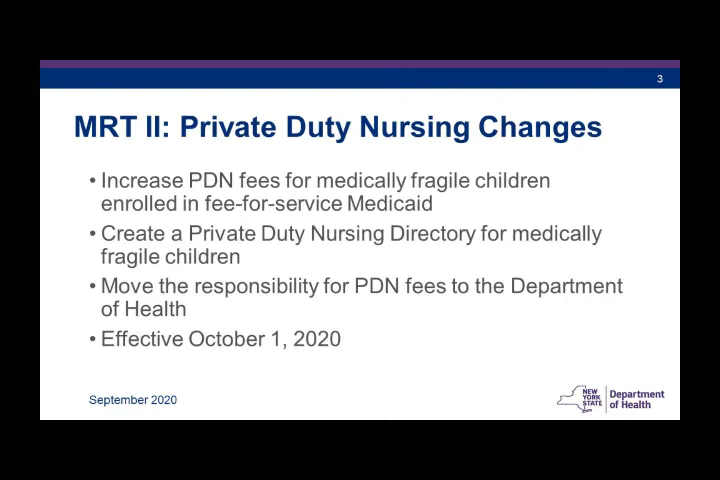 3
MRT II: Private Duty Nursing Changes
• Increase PDN fees for medically fragile children
enrolled in fee-for-service Medicaid
• Create a Private Duty Nursing Directory for medically
fragile children
• Move the responsibility for PDN fees to the Department
of Health
• Effective October 1, 2020
September 2020
NEW
YORK
STATE
Department
of Health